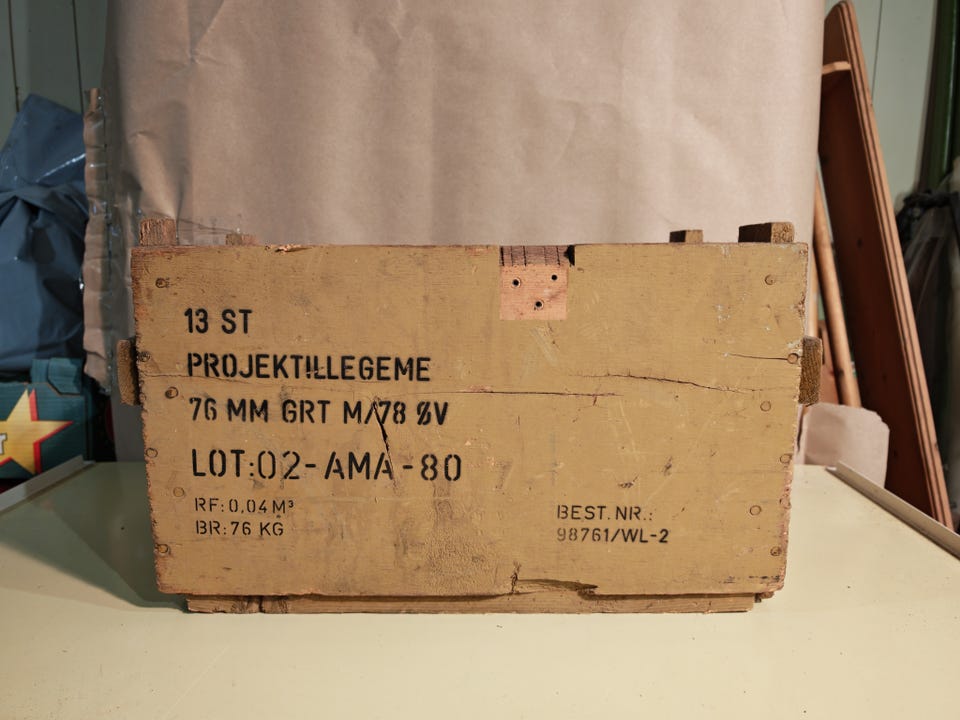 13 ST
PROJEKTILLEGEME
76 MM GRT M/78 ØV
LOT:02-AMA-80
RF:0,04M³
BR:76 KG
BEST.NR.:
98761/WL-2